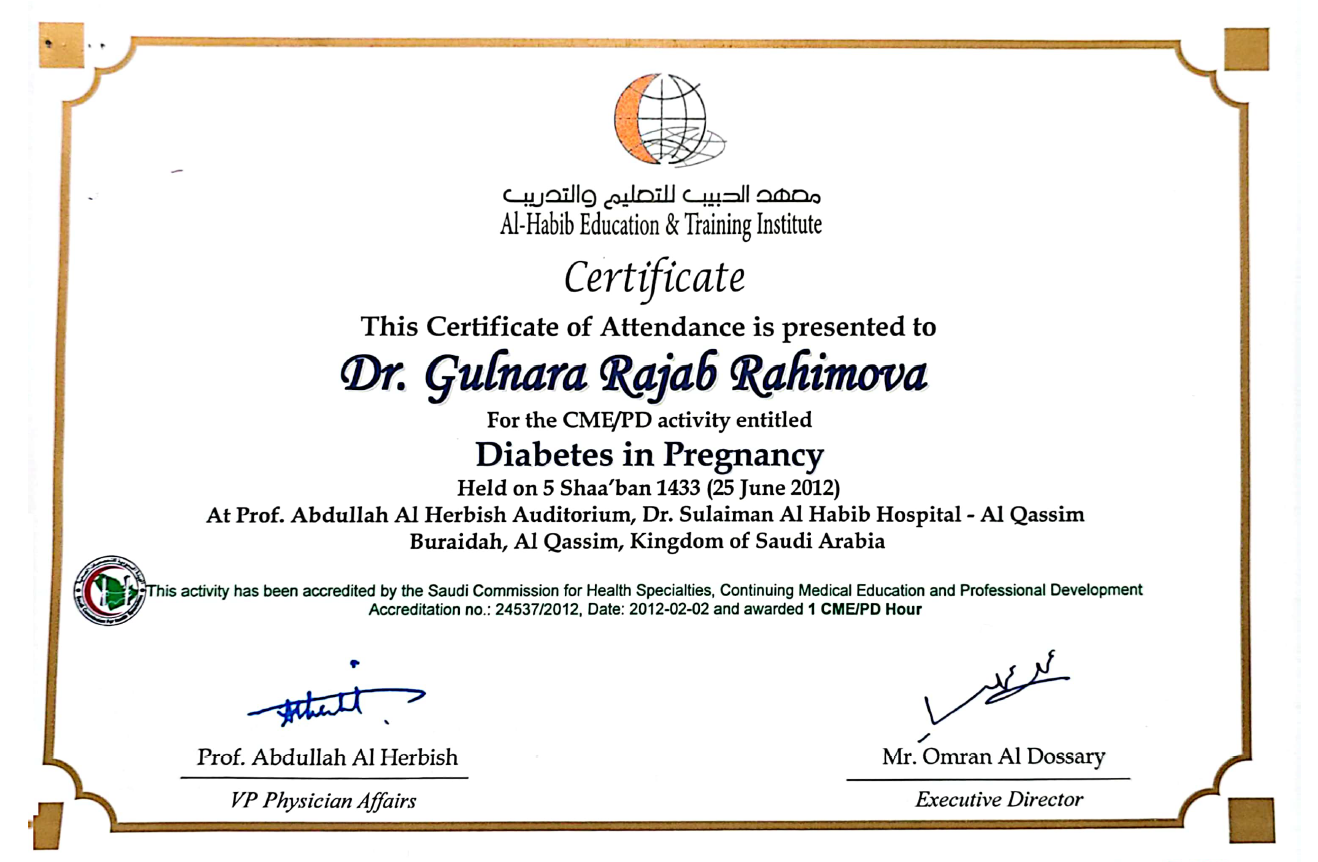 معهد الحبيب للتعليم والتدريب
Al-Habib Education & Training Institute
Certificate
This Certificate of Attendance is presented to
Dr. Gulnara Rajab Rahimova
For the CME/PD activity entitled
Diabetes in Pregnancy
Held on 5 Shaa'ban 1433 (25 June 2012)
At Prof. Abdullah Al Herbish Auditorium, Dr. Sulaiman Al Habib Hospital - Al Qassim
Buraidah, Al Qassim, Kingdom of Saudi Arabia
This activity has been accredited by the Saudi Commission for Health Specialties, Continuing Medical Education and Professional Development
Accreditation no.: 24537/2012, Date: 2012-02-02 and awarded 1 CME/PD Hour
Prof. Abdullah Al Herbish
VP Physician Affairs
Mr. Omran Al Dossary
Executive Director